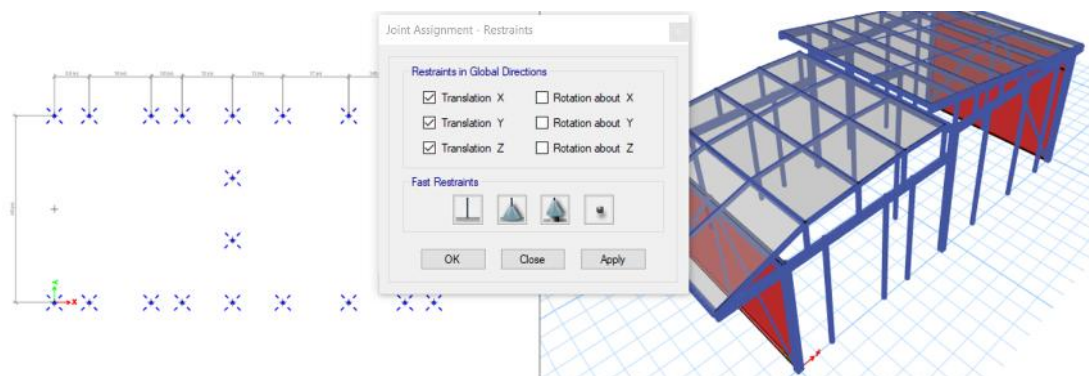 Joint Assignment - Restraints
Restraints in Global Directions
Translation X
Rotation about X
Translation Y
Rotation about Y
Translation Z
Rotation about Z
Fast Restraints
OK
Close
Apply
X